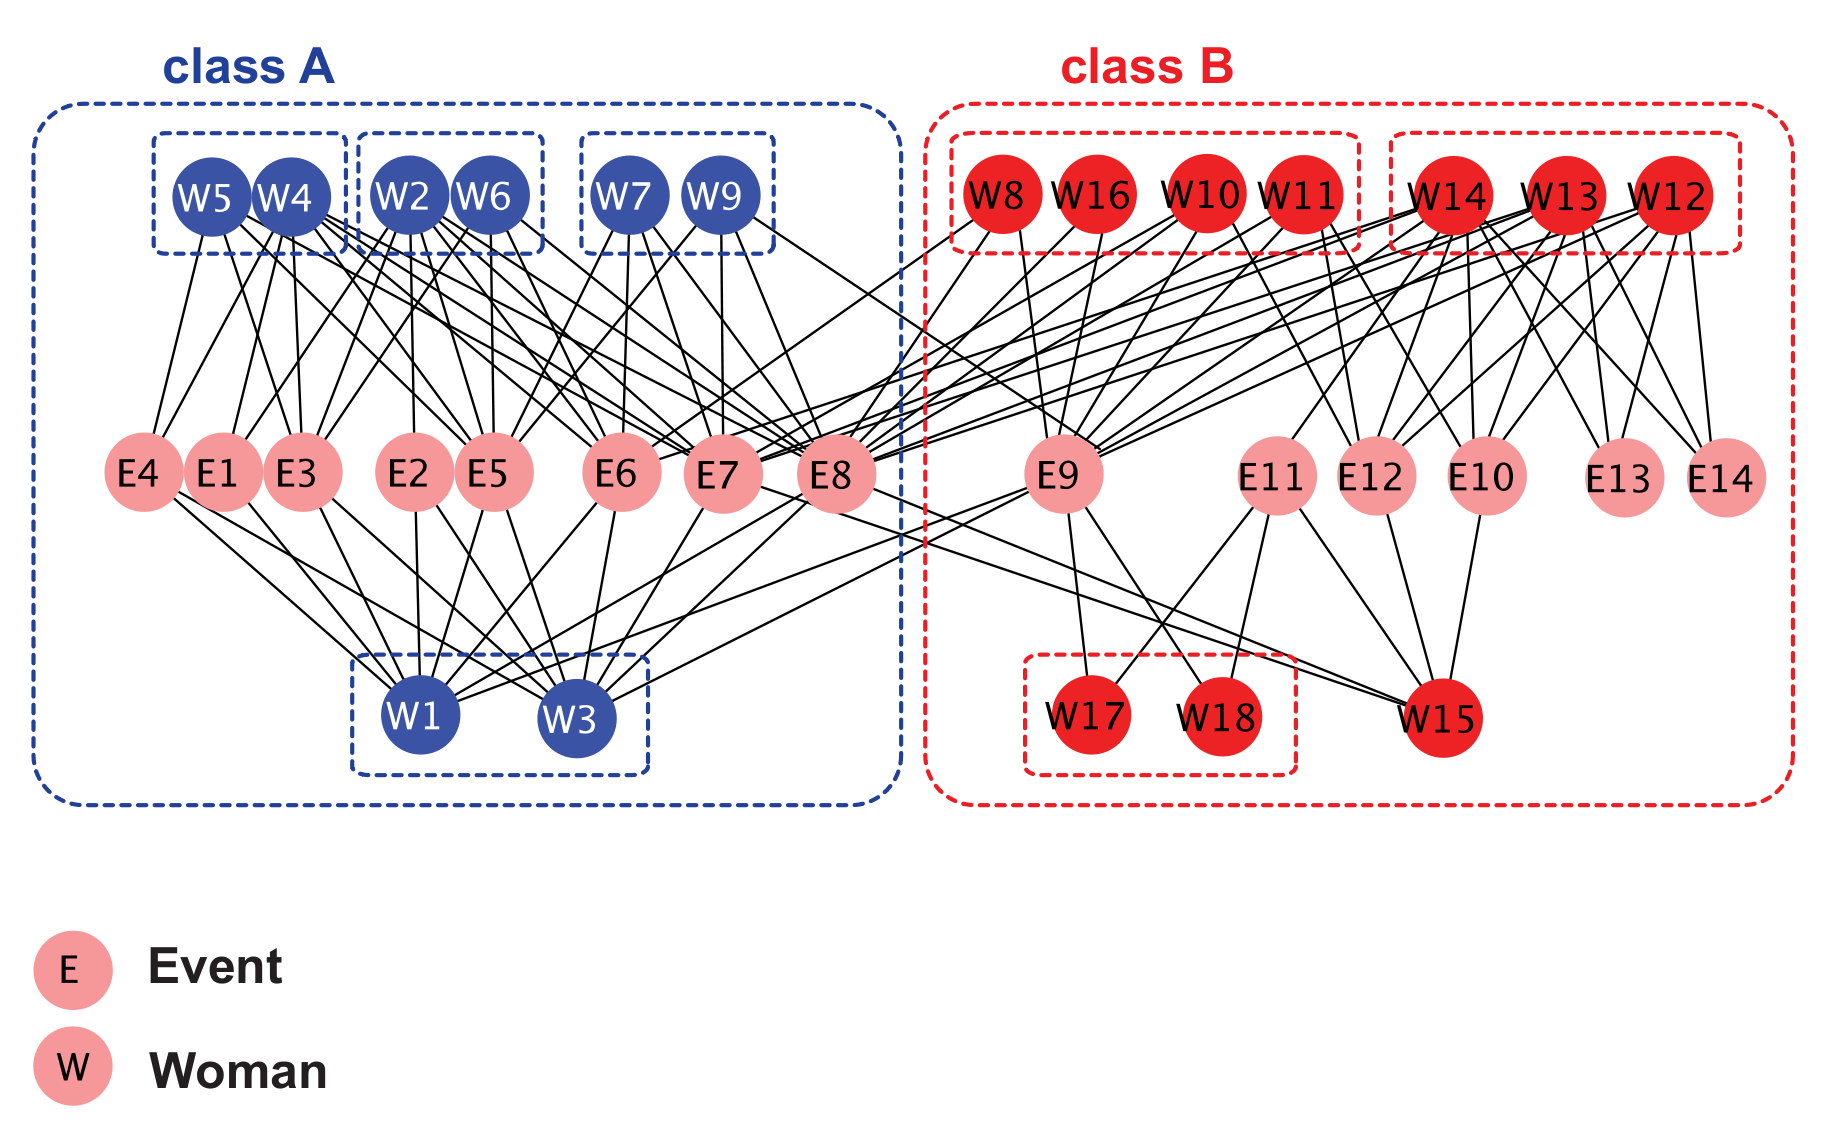 class A class B
W5 W4 W2 W6 W7 W9 W8 W16 W10 W11 W14 W13 W12
E4 E1 E3 E2 E5 E6 E7 E8 E9 E11 E12 E10 E13 E14
W1 W3 W17 W18 W15
E Event
W Woman